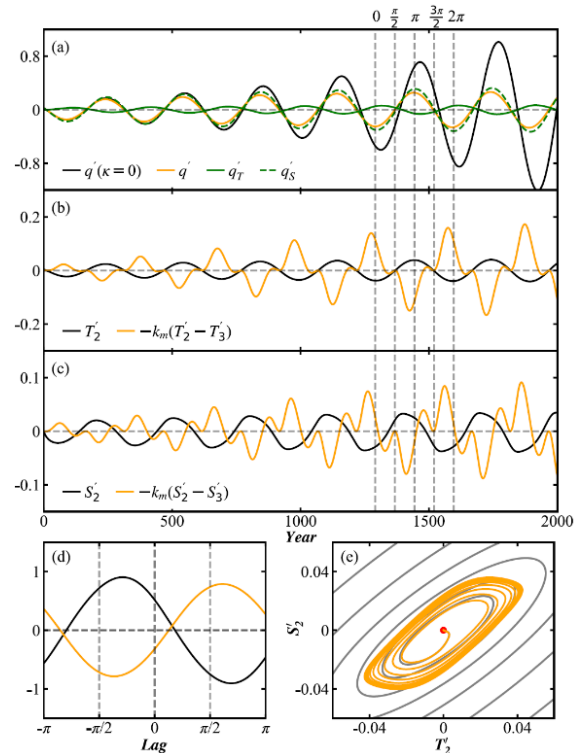 0 π/2 π 3π/2 2π
(a)
0.8
0
-0.8
q′(κ = 0) q′ q′_T q′_S
(b)
0.2
0
-0.2
T′_2 −k_m(T′_2 − T′_3)
(c)
0.1
0
-0.1
S′_2 −k_m(S′_2 − S′_3)
0 500 1000 1500 2000
Year
(d)
1
0
-1
-π -π/2 0 π/2 π
Lag
(e)
0.04
0
-0.04
S′_2
-0.04 0 0.04
T′_2